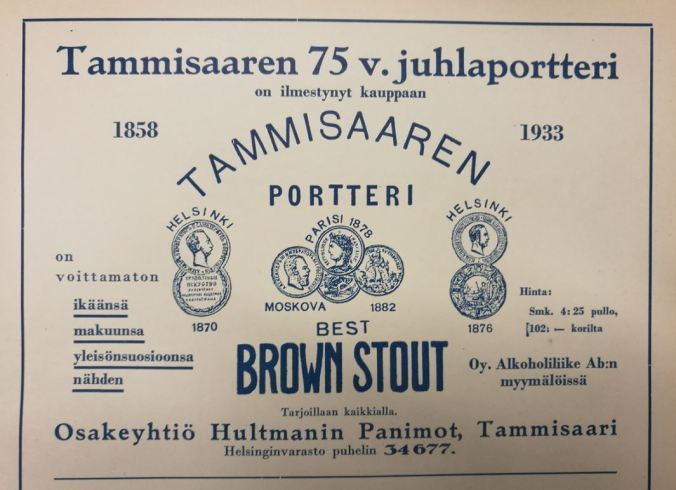 Tammisaaren 75 v. juhlaportteri
on ilmestynyt kauppaan
1858
1933
TAMMISAAREN
PORTTERI
HELSINKI
1870
PARISI 1878
MOSKOVA 1882
HELSINKI
1876
BEST
BROWN STOUT
on
voittamaton
ikäänsä
makuunsa
yleisönsuosioonsa
nähden
Hinta:
Smk. 4:25 pullo,
[102: — korilta
Oy. Alkoholiliike Ab:n
myymälöissä
Tarjoillaan kaikkialla.
Osakeyhtiö Hultmanin Panimot, Tammisaari
Helsinginvarasto puhelin 34677.